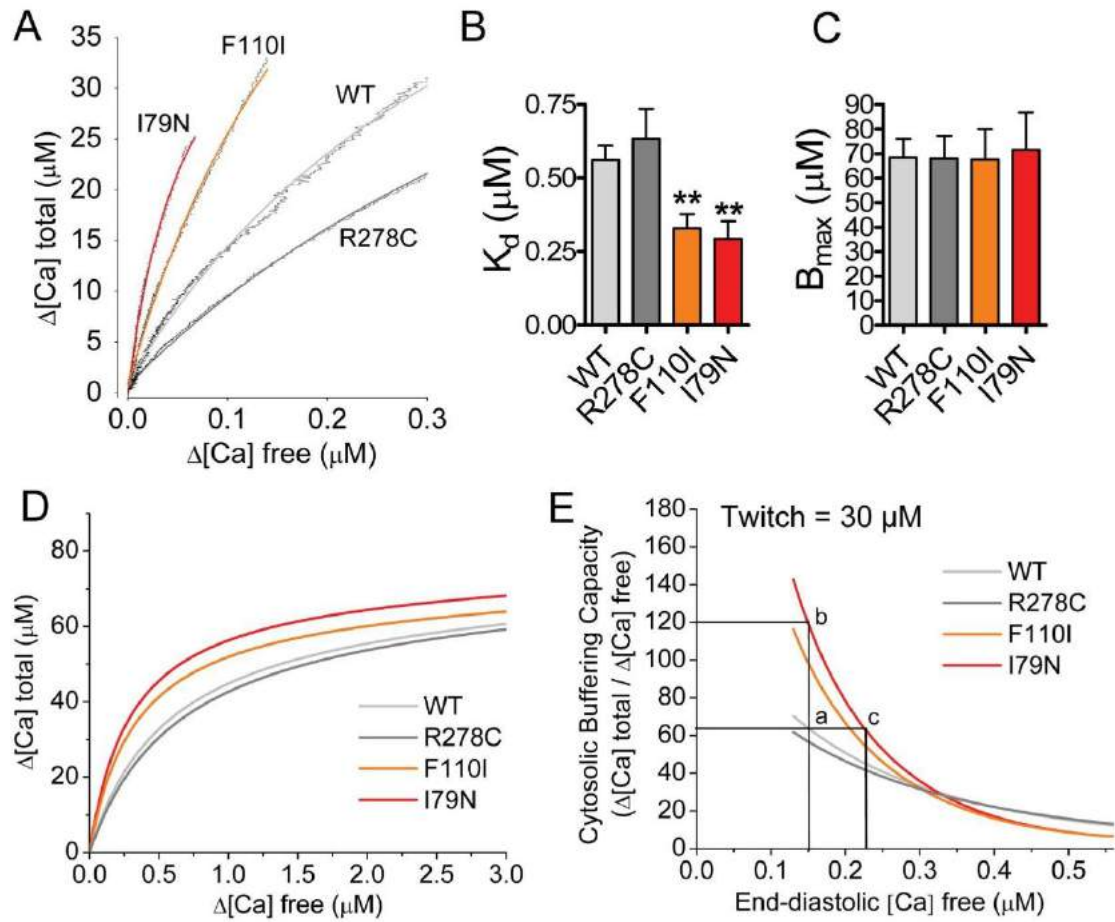 A
Δ[Ca] total (μM)
35
30
25
20
15
10
5
0
F110I
WT
I79N
R278C
0.0 0.1 0.2 0.3
Δ[Ca] free (μM)
B
Kd (μM)
0.75
0.50
0.25
0.00
** **
WT
R278C
F110I
I79N
C
Bmax (μM)
90
80
70
60
50
40
30
20
10
0
WT
R278C
F110I
I79N
D
Δ[Ca] total (μM)
80
60
40
20
0
WT
R278C
F110I
I79N
0.0 0.5 1.0 1.5 2.0 2.5 3.0
Δ[Ca] free (μM)
E
Twitch = 30 μM
Cytosolic Buffering Capacity
(Δ[Ca] total / Δ[Ca] free)
180
160
140
120
100
80
60
40
20
0
WT
R278C
F110I
I79N
b
a c
0.0 0.1 0.2 0.3 0.4 0.5
End-diastolic [Ca] free (μM)